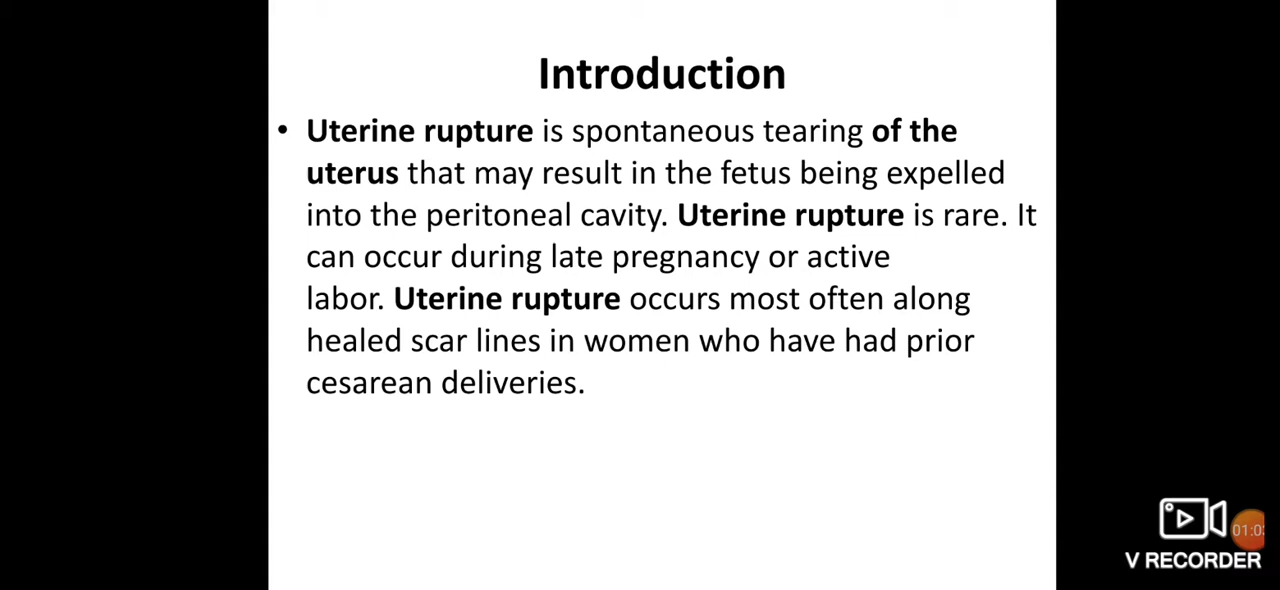 Introduction
• Uterine rupture is spontaneous tearing of the
uterus that may result in the fetus being expelled
into the peritoneal cavity. Uterine rupture is rare. It
can occur during late pregnancy or active
labor. Uterine rupture occurs most often along
healed scar lines in women who have had prior
cesarean deliveries.
V RECORDER